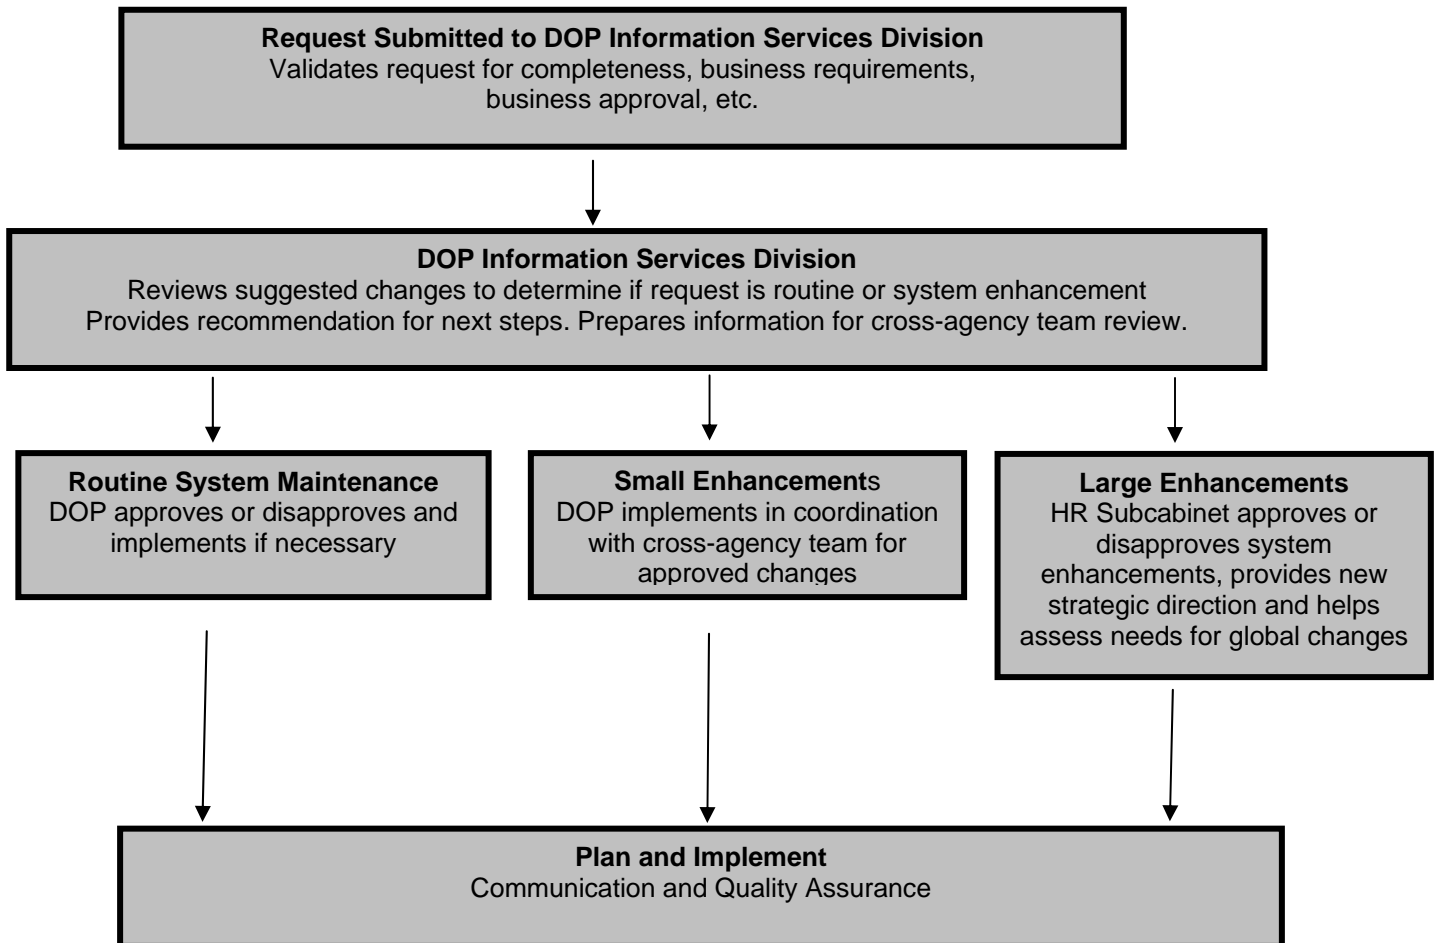 Request Submitted to DOP Information Services Division
Validates request for completeness, business requirements,
business approval, etc.
DOP Information Services Division
Reviews suggested changes to determine if request is routine or system enhancement
Provides recommendation for next steps. Prepares information for cross-agency team review.
Routine System Maintenance
DOP approves or disapproves and
implements if necessary
Small Enhancements
DOP implements in coordination
with cross-agency team for
approved changes
Large Enhancements
HR Subcabinet approves or
disapproves system
enhancements, provides new
strategic direction and helps
assess needs for global changes
Plan and Implement
Communication and Quality Assurance